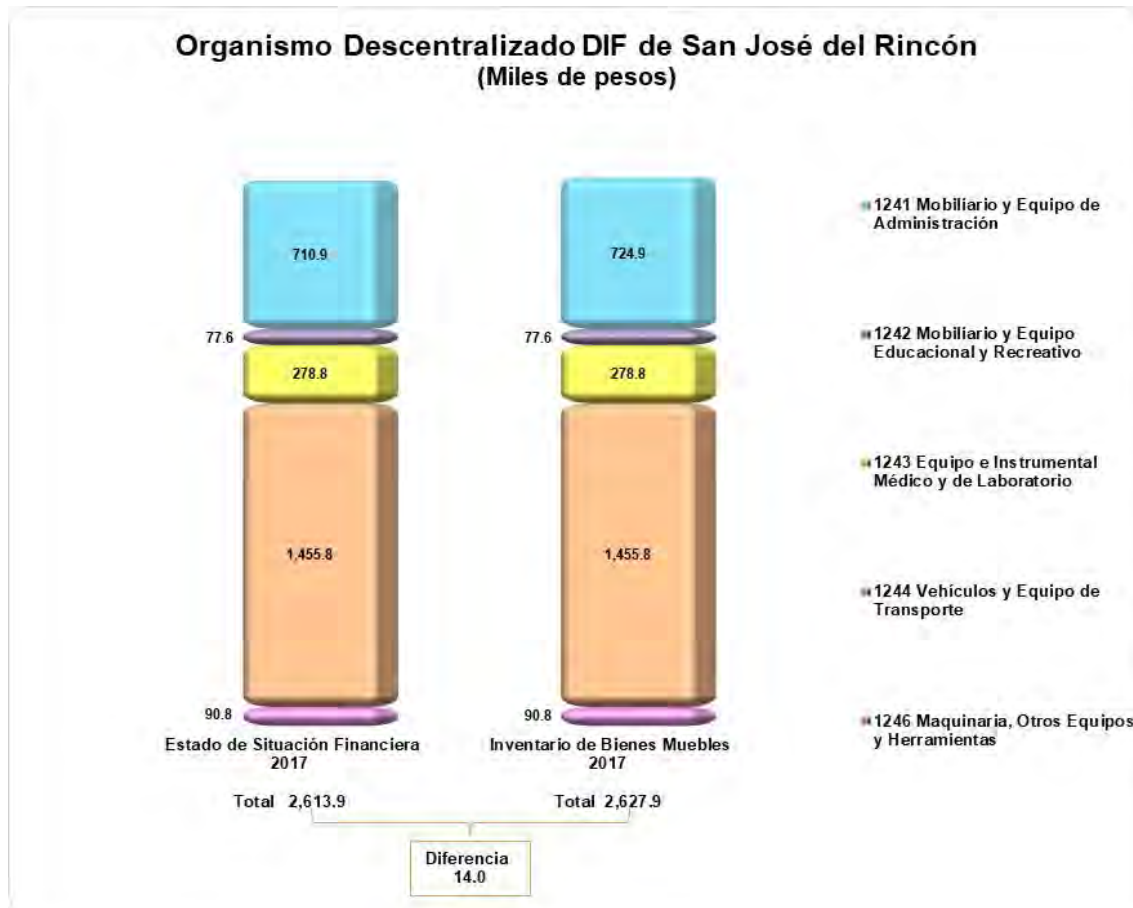 Organismo Descentralizado DIF de San José del Rincón
(Miles de pesos)
710.9
724.9
1241 Mobiliario y Equipo de
Administración
77.6
77.6
1242 Mobiliario y Equipo
Educacional y Recreativo
278.8
278.8
1243 Equipo e Instrumental
Médico y de Laboratorio
1,455.8
1,455.8
1244 Vehículos y Equipo de
Transporte
90.8
90.8
1246 Maquinaria, Otros Equipos
y Herramientas
Estado de Situación Financiera
2017
Inventario de Bienes Muebles
2017
Total 2,613.9
Total 2,627.9
Diferencia
14.0